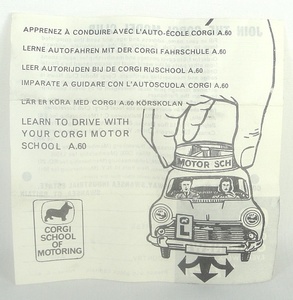 APPRENEZ À CONDUIRE AVEC L'AUTO-ÉCOLE CORGI A.60
LERNE AUTOFAHREN MIT DER CORGI FAHRSCHULE A.60
LEER AUTORIJDEN BIJ DE CORGI RIJSCHOOL A.60
IMPARATE A GUIDARE CON L'AUTOSCUOLA CORGI A.60
LÄR ER KÖRA MED CORGI A.60 KÖRSKOLAN
LEARN TO DRIVE WITH
YOUR CORGI MOTOR
SCHOOL A.60
MOTOR SCH
L
CORGI
SCHOOL OF
MOTORING